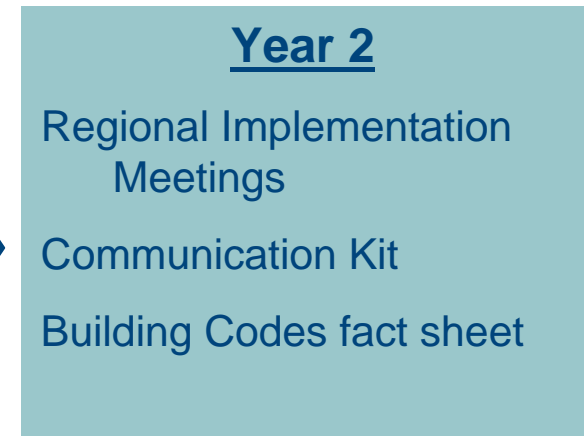 Year 2
Regional Implementation
Meetings
Communication Kit
Building Codes fact sheet